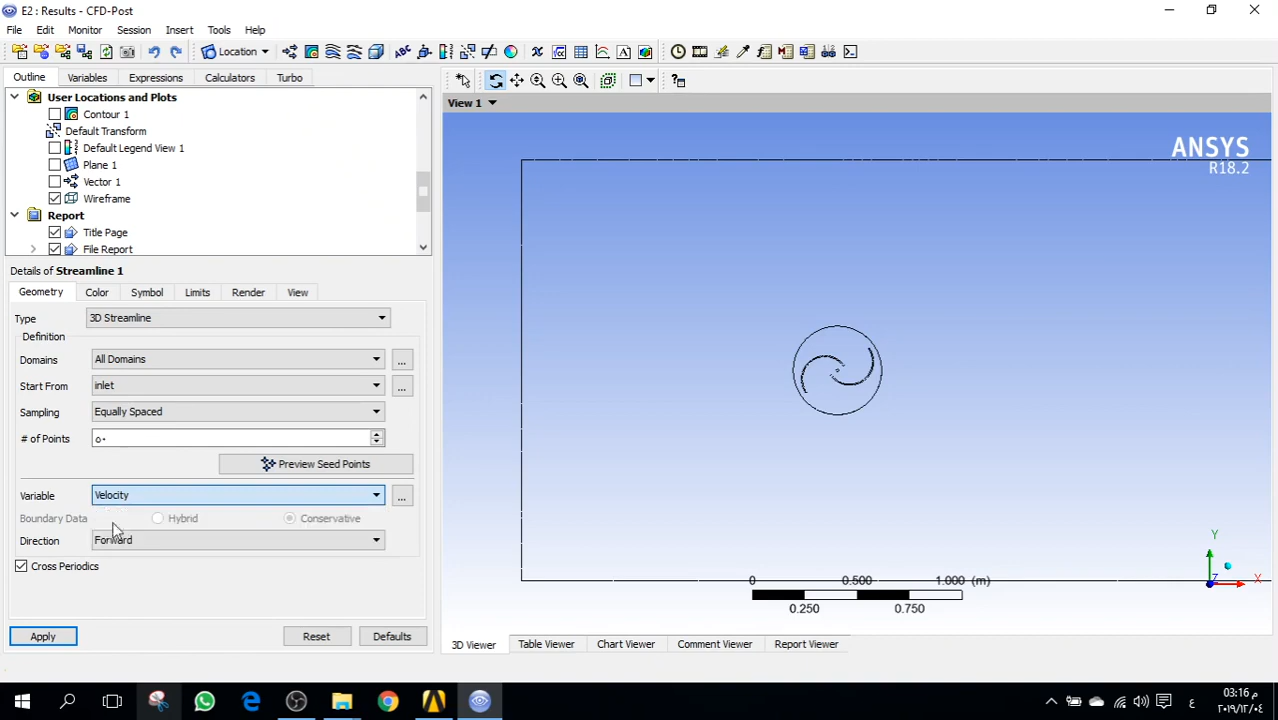 E2 : Results - CFD-Post
File Edit Monitor Session Insert Tools Help
Location
Outline Variables Expressions Calculators Turbo
User Locations and Plots
Contour 1
Default Transform
Default Legend View 1
Plane 1
Vector 1
Wireframe
Report
Title Page
File Report
Details of Streamline 1
Geometry Color Symbol Limits Render View
Type 3D Streamline
Definition
Domains All Domains ...
Start From inlet ...
Sampling Equally Spaced
# of Points ٥٠
Preview Seed Points
Variable Velocity ...
Boundary Data Hybrid Conservative
Direction Forward
Cross Periodics
Apply Reset Defaults
View 1
ANSYS
R18.2
Y
X
Z
0 0.500 1.000 (m)
0.250 0.750
3D Viewer Table Viewer Chart Viewer Comment Viewer Report Viewer
ع
03:16 م
٢٠١٩/١٢/٠٤